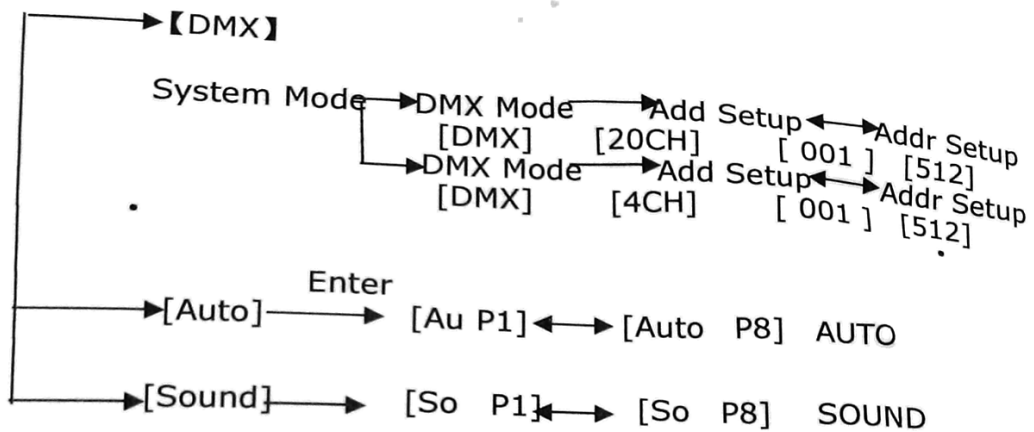 【DMX】
System Mode DMX Mode Add Setup Addr Setup
[DMX] [20CH] [ 001 ] [512]
DMX Mode Add Setup Addr Setup
[DMX] [4CH] [ 001 ] [512]
Enter
[Auto] [Au P1] [Auto P8] AUTO
[Sound] [So P1] [So P8] SOUND